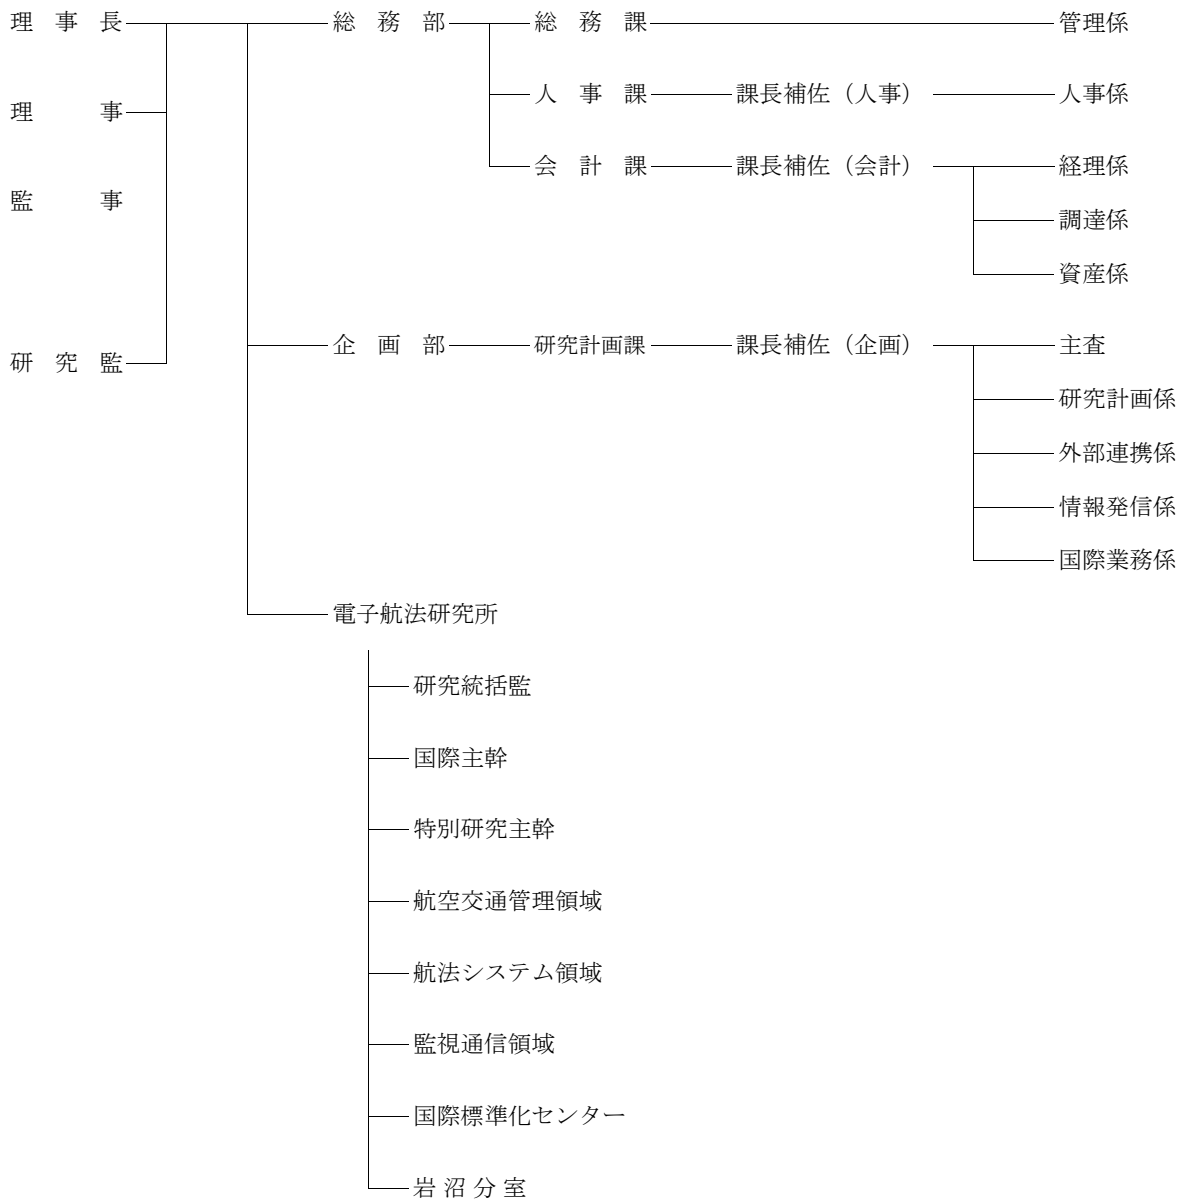 理事長 総務部 総務課 管理係
人事課 課長補佐（人事） 人事係
理事
会計課 課長補佐（会計） 経理係
監事
調達係
資産係
企画部 研究計画課 課長補佐（企画） 主査
研究監
研究計画係
外部連携係
情報発信係
国際業務係
電子航法研究所
研究統括監
国際主幹
特別研究主幹
航空交通管理領域
航法システム領域
監視通信領域
国際標準化センター
岩沼分室